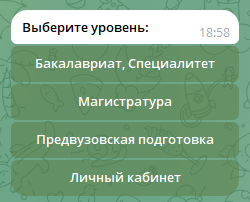 Выберите уровень:
18:58
Бакалавриат, Специалитет
Магистратура
Предвузовская подготовка
Личный кабинет